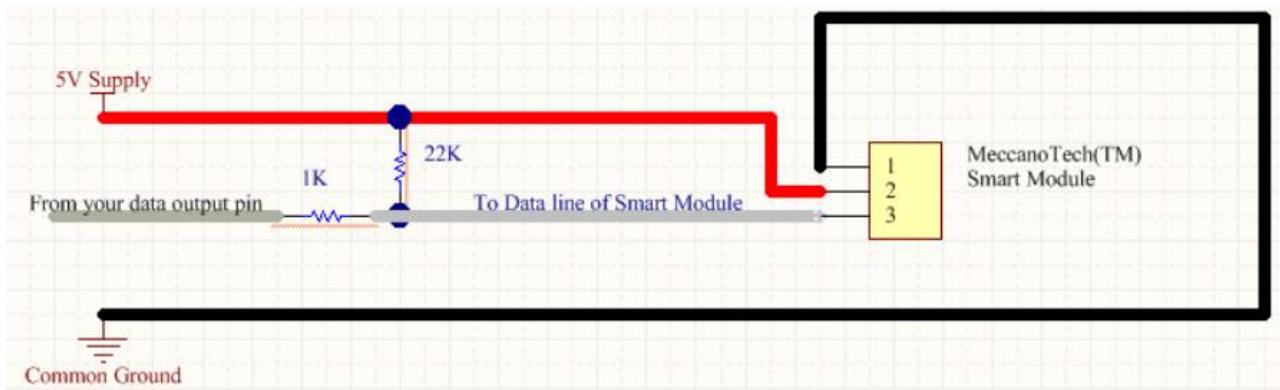 5V Supply
22K
1K
From your data output pin
To Data line of Smart Module
1
2
3
MeccanoTech(TM)
Smart Module
Common Ground